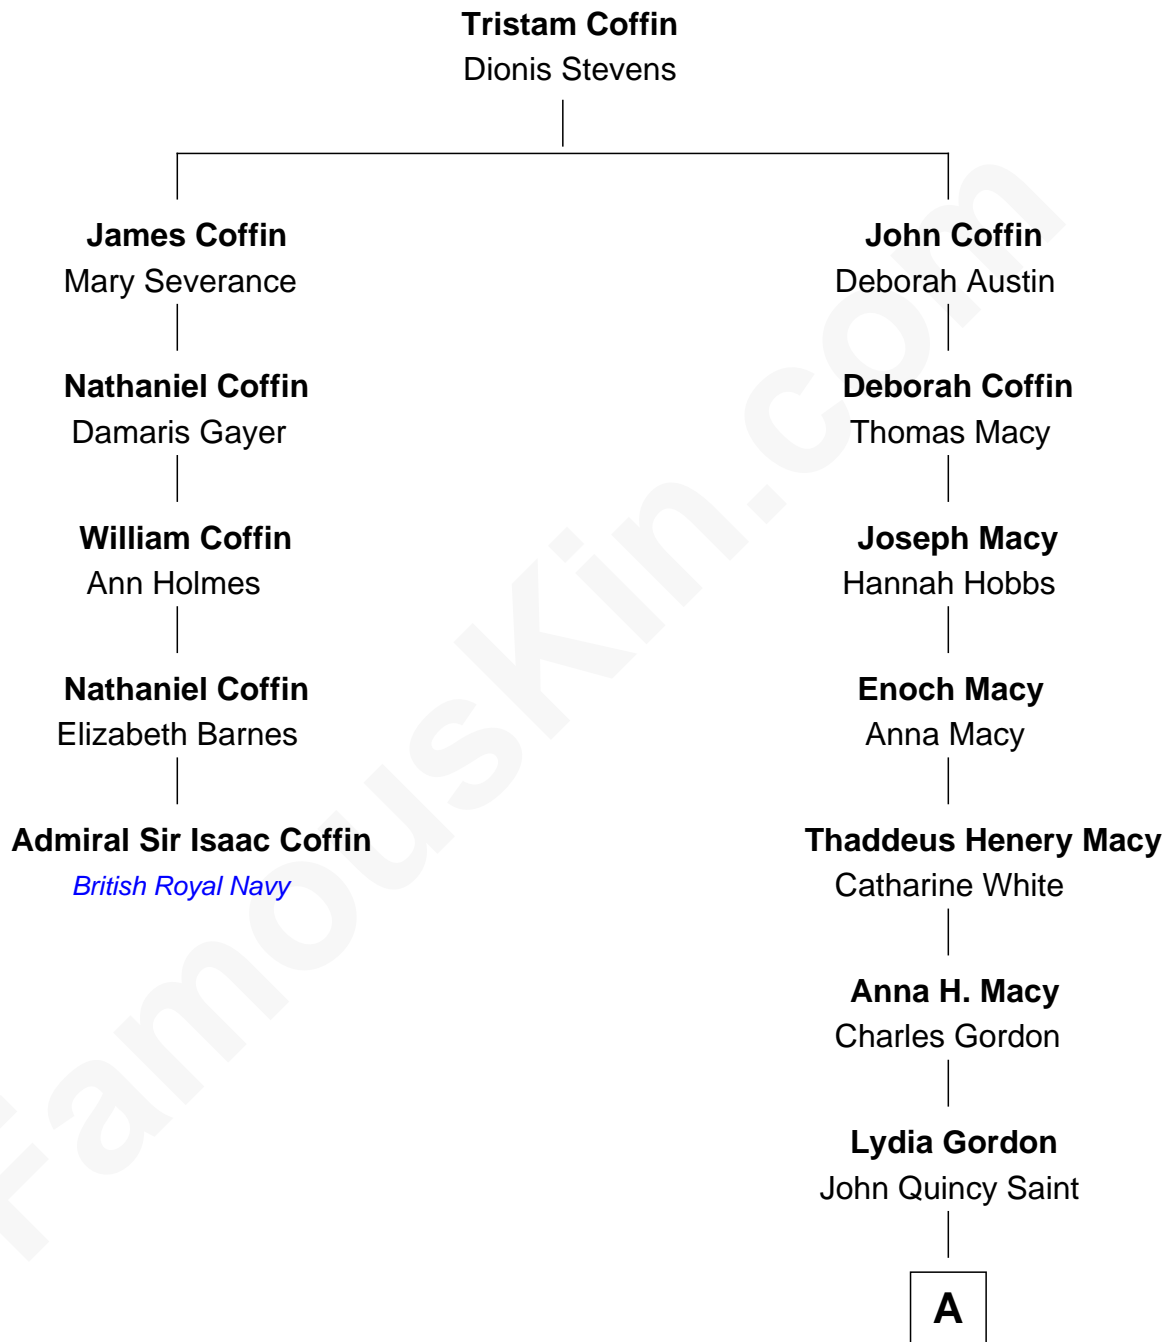 Tristam Coffin
Dionis Stevens
James Coffin
Mary Severance
John Coffin
Deborah Austin
Nathaniel Coffin
Damaris Gayer
Deborah Coffin
Thomas Macy
William Coffin
Ann Holmes
Joseph Macy
Hannah Hobbs
Nathaniel Coffin
Elizabeth Barnes
Enoch Macy
Anna Macy
Admiral Sir Isaac Coffin
British Royal Navy
Thaddeus Henery Macy
Catharine White
Anna H. Macy
Charles Gordon
Lydia Gordon
John Quincy Saint
A
FamousKin.com